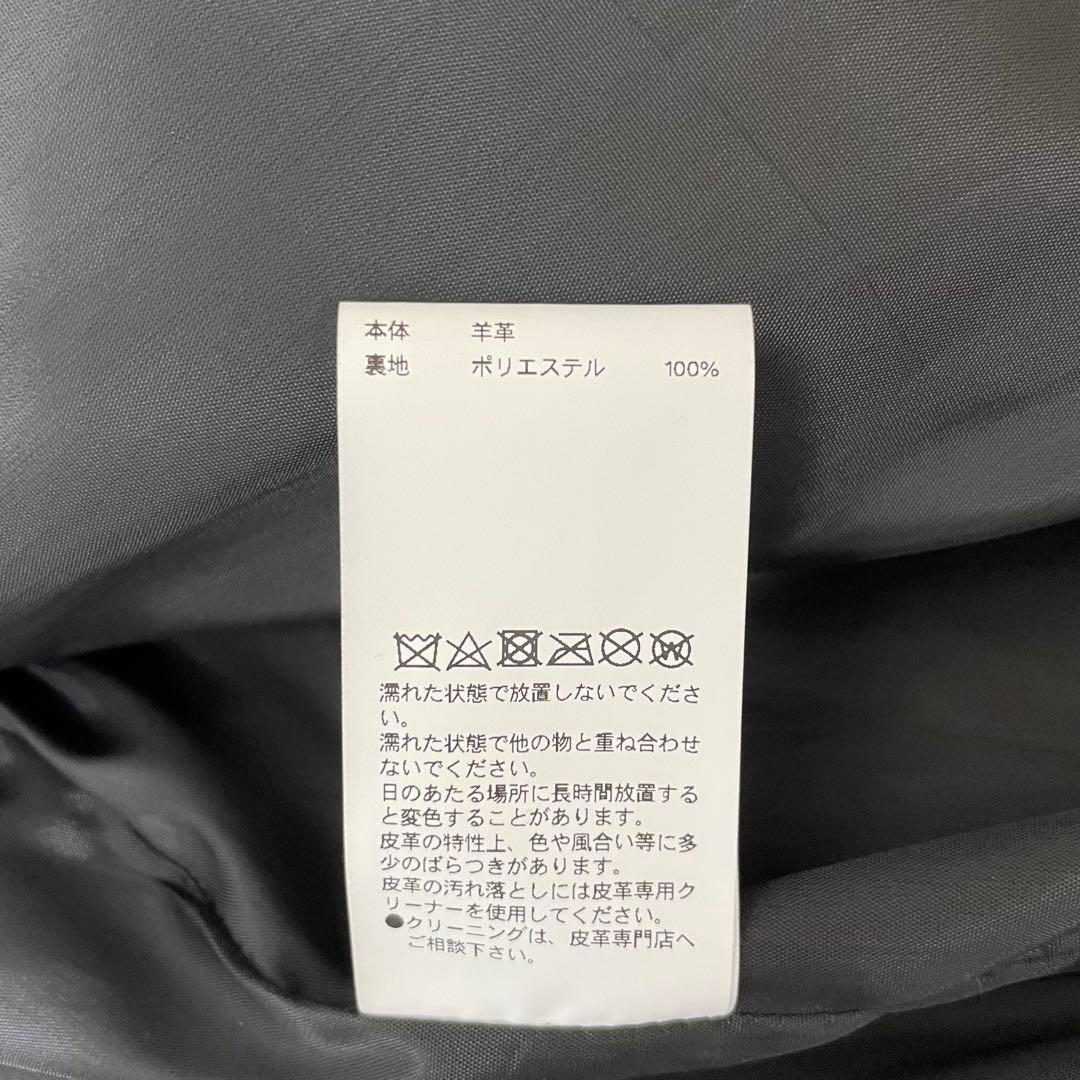 本体 羊革
裏地 ポリエステル 100%
濡れた状態で放置しないでくださ
い。
濡れた状態で他の物と重ね合わせ
ないでください。
日のあたる場所に長時間放置する
と変色することがあります。
皮革の特性上、色や風合い等に多
少のばらつきがあります。
皮革の汚れ落としには皮革専用ク
リーナーを使用してください。
●クリーニングは、皮革専門店へ
ご相談下さい。